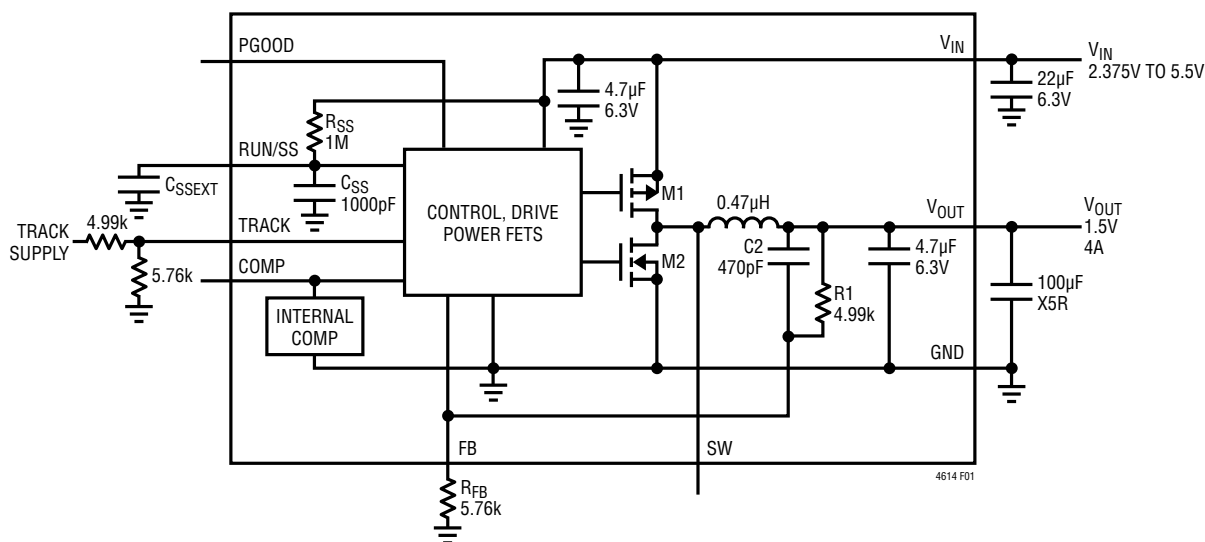 PGOOD
VIN
VIN
2.375V TO 5.5V
4.7µF
6.3V
22µF
6.3V
RSS
1M
RUN/SS
CSSEXT
CSS
1000pF
CONTROL, DRIVE
POWER FETS
M1
0.47µH
VOUT
VOUT
1.5V
4A
4.99k
TRACK
SUPPLY
TRACK
5.76k
COMP
M2
C2
470pF
R1
4.99k
4.7µF
6.3V
100µF
X5R
INTERNAL
COMP
GND
FB
SW
4614 F01
RFB
5.76k